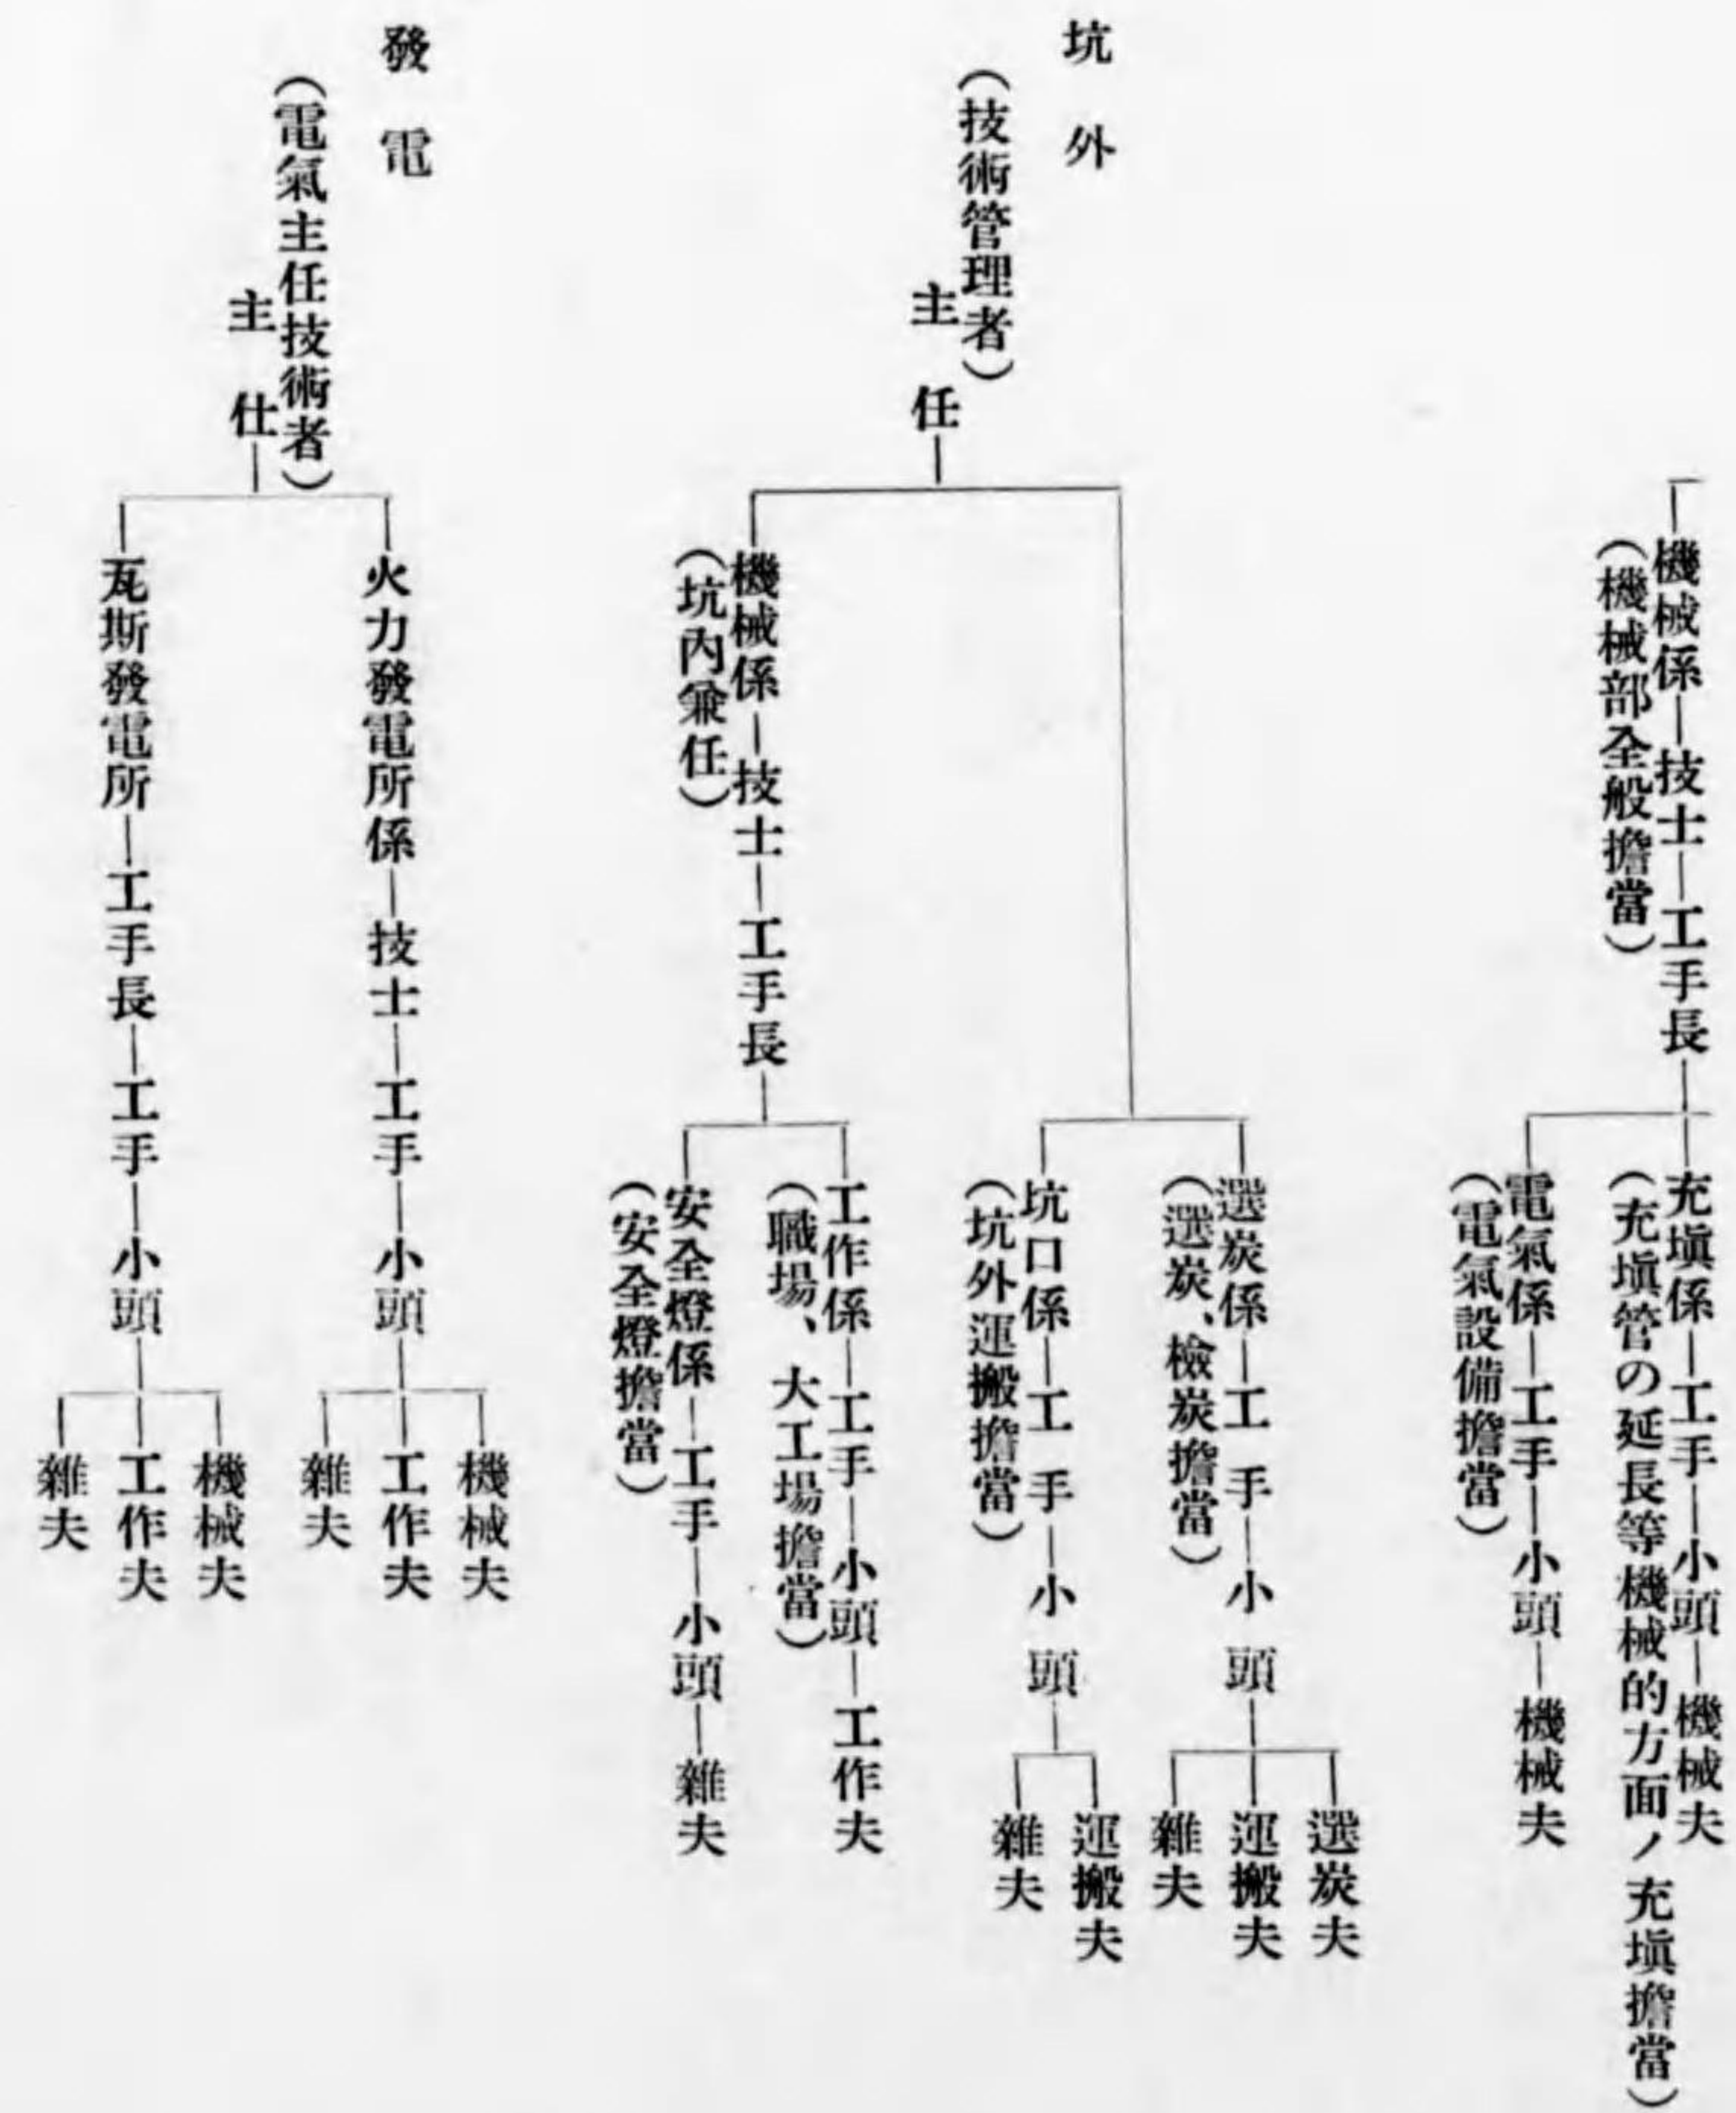 機械係―技士―工手長
(機械部全般擔當)
充塡係―工手―小頭―機械夫
(充塡管の延長等機械的方面ノ充塡擔當)
電氣係―工手―小頭―機械夫
(電氣設備擔當)
坑外
(技術管理者)
主任
選炭係―工手―小頭
(選炭、檢炭擔當)
選炭夫
運搬夫
雜夫
坑口係―工手―小頭
(坑外運搬擔當)
運搬夫
雜夫
機械係―技士―工手長
(坑內兼任)
工作係―工手―小頭―工作夫
(職場、大工場擔當)
安全燈係―工手―小頭―雜夫
(安全燈擔當)
發電
(電氣主任技術者)
主仕
火力發電所係―技士―工手―小頭
機械夫
工作夫
雜夫
瓦斯發電所―工手長―工手―小頭
機械夫
工作夫
雜夫